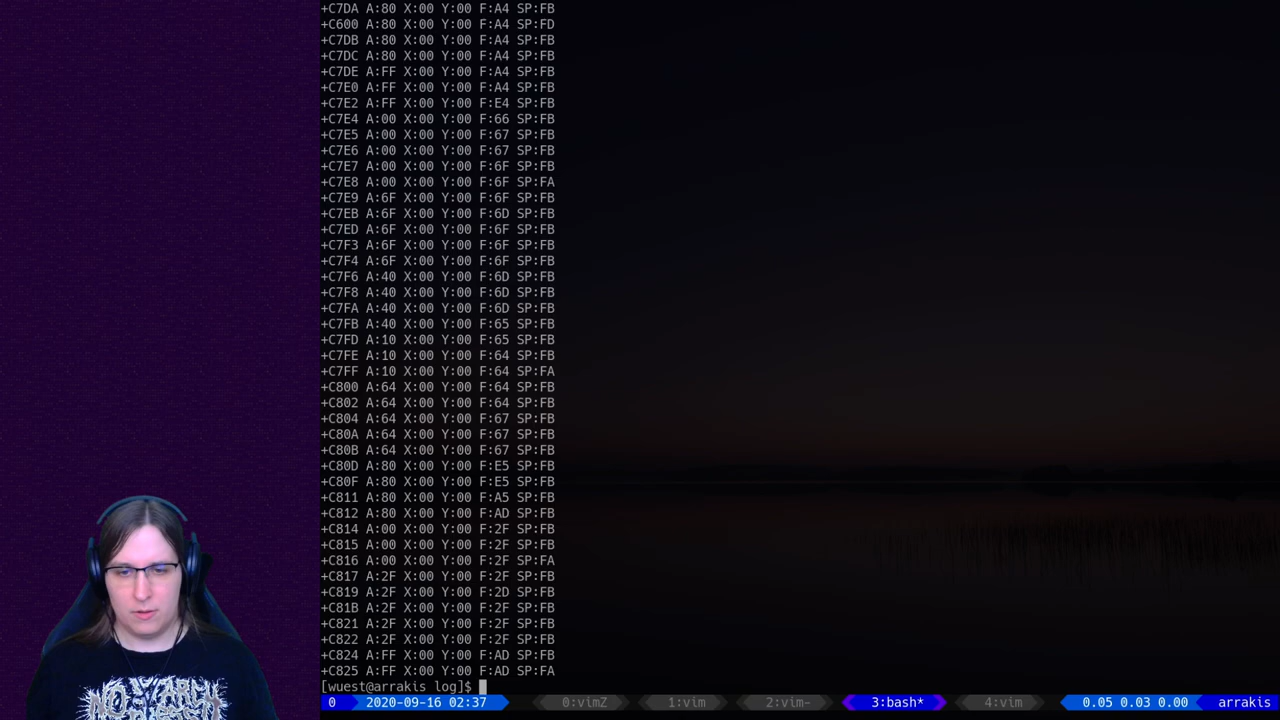 +C7DA A:80 X:00 Y:00 F:A4 SP:FB
+C600 A:80 X:00 Y:00 F:A4 SP:FD
+C7DB A:80 X:00 Y:00 F:A4 SP:FB
+C7DC A:80 X:00 Y:00 F:A4 SP:FB
+C7DE A:FF X:00 Y:00 F:A4 SP:FB
+C7E0 A:FF X:00 Y:00 F:A4 SP:FB
+C7E2 A:FF X:00 Y:00 F:E4 SP:FB
+C7E4 A:00 X:00 Y:00 F:66 SP:FB
+C7E5 A:00 X:00 Y:00 F:67 SP:FB
+C7E6 A:00 X:00 Y:00 F:67 SP:FB
+C7E7 A:00 X:00 Y:00 F:6F SP:FB
+C7E8 A:00 X:00 Y:00 F:6F SP:FA
+C7E9 A:6F X:00 Y:00 F:6F SP:FB
+C7EB A:6F X:00 Y:00 F:6D SP:FB
+C7ED A:6F X:00 Y:00 F:6F SP:FB
+C7F3 A:6F X:00 Y:00 F:6F SP:FB
+C7F4 A:6F X:00 Y:00 F:6F SP:FB
+C7F6 A:40 X:00 Y:00 F:6D SP:FB
+C7F8 A:40 X:00 Y:00 F:6D SP:FB
+C7FA A:40 X:00 Y:00 F:6D SP:FB
+C7FB A:40 X:00 Y:00 F:65 SP:FB
+C7FD A:10 X:00 Y:00 F:65 SP:FB
+C7FE A:10 X:00 Y:00 F:64 SP:FB
+C7FF A:10 X:00 Y:00 F:64 SP:FA
+C800 A:64 X:00 Y:00 F:64 SP:FB
+C802 A:64 X:00 Y:00 F:64 SP:FB
+C804 A:64 X:00 Y:00 F:67 SP:FB
+C80A A:64 X:00 Y:00 F:67 SP:FB
+C80B A:64 X:00 Y:00 F:67 SP:FB
+C80D A:80 X:00 Y:00 F:E5 SP:FB
+C80F A:80 X:00 Y:00 F:E5 SP:FB
+C811 A:80 X:00 Y:00 F:A5 SP:FB
+C812 A:80 X:00 Y:00 F:AD SP:FB
+C814 A:00 X:00 Y:00 F:2F SP:FB
+C815 A:00 X:00 Y:00 F:2F SP:FB
+C816 A:00 X:00 Y:00 F:2F SP:FA
+C817 A:2F X:00 Y:00 F:2F SP:FB
+C819 A:2F X:00 Y:00 F:2D SP:FB
+C81B A:2F X:00 Y:00 F:2F SP:FB
+C821 A:2F X:00 Y:00 F:2F SP:FB
+C822 A:2F X:00 Y:00 F:2F SP:FB
+C824 A:FF X:00 Y:00 F:AD SP:FB
+C825 A:FF X:00 Y:00 F:AD SP:FA
[wuest@arrakis log]$
0 2020-09-16 02:37 0:vimZ 1:vim 2:vim- 3:bash* 4:vim 0.05 0.03 0.00 arrakis